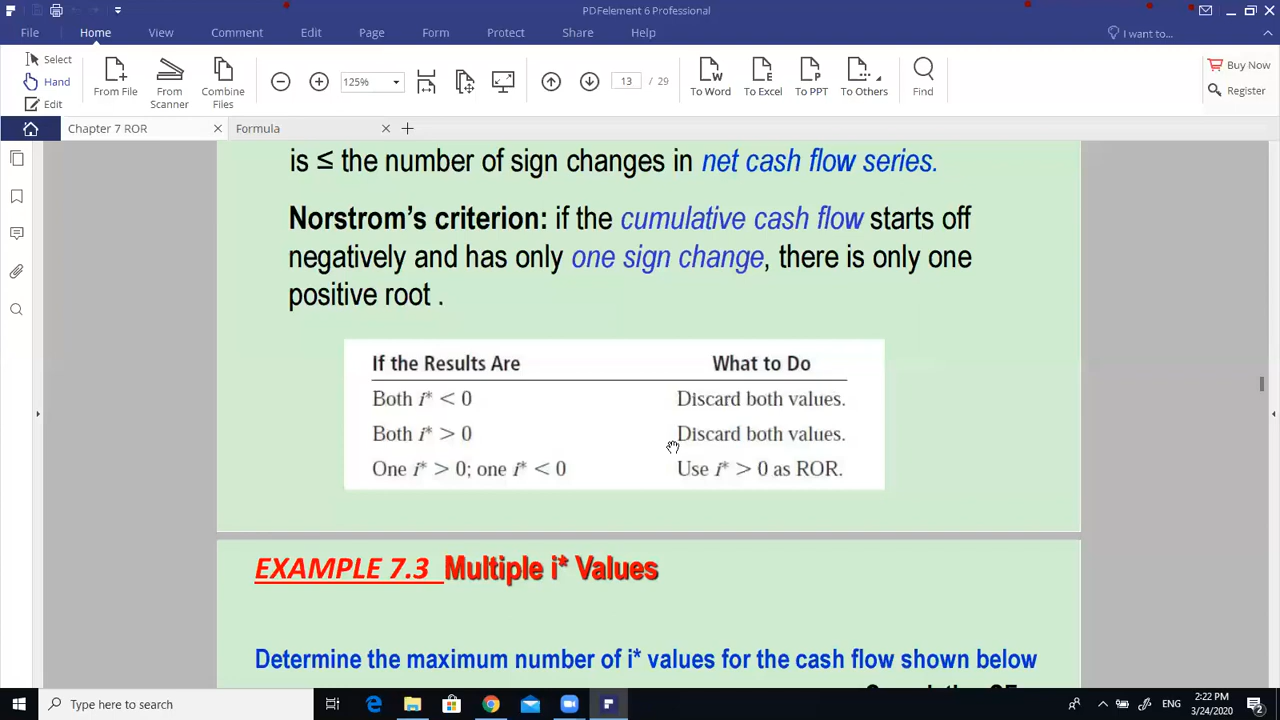 PDFelement 6 Professional
File Home View Comment Edit Page Form Protect Share Help I want to...
Select
Hand
Edit
From File
From Scanner
Combine Files
125%
13 / 29
To Word
To Excel
To PPT
To Others
Find
Buy Now
Register
Chapter 7 ROR
Formula
is ≤ the number of sign changes in net cash flow series.
Norstrom's criterion: if the cumulative cash flow starts off
negatively and has only one sign change, there is only one
positive root .
If the Results Are What to Do
Both i* < 0 Discard both values.
Both i* > 0 Discard both values.
One i* > 0; one i* < 0 Use i* > 0 as ROR.
EXAMPLE 7.3 Multiple i* Values
Determine the maximum number of i* values for the cash flow shown below
Type here to search
ENG
2:22 PM
3/24/2020
2